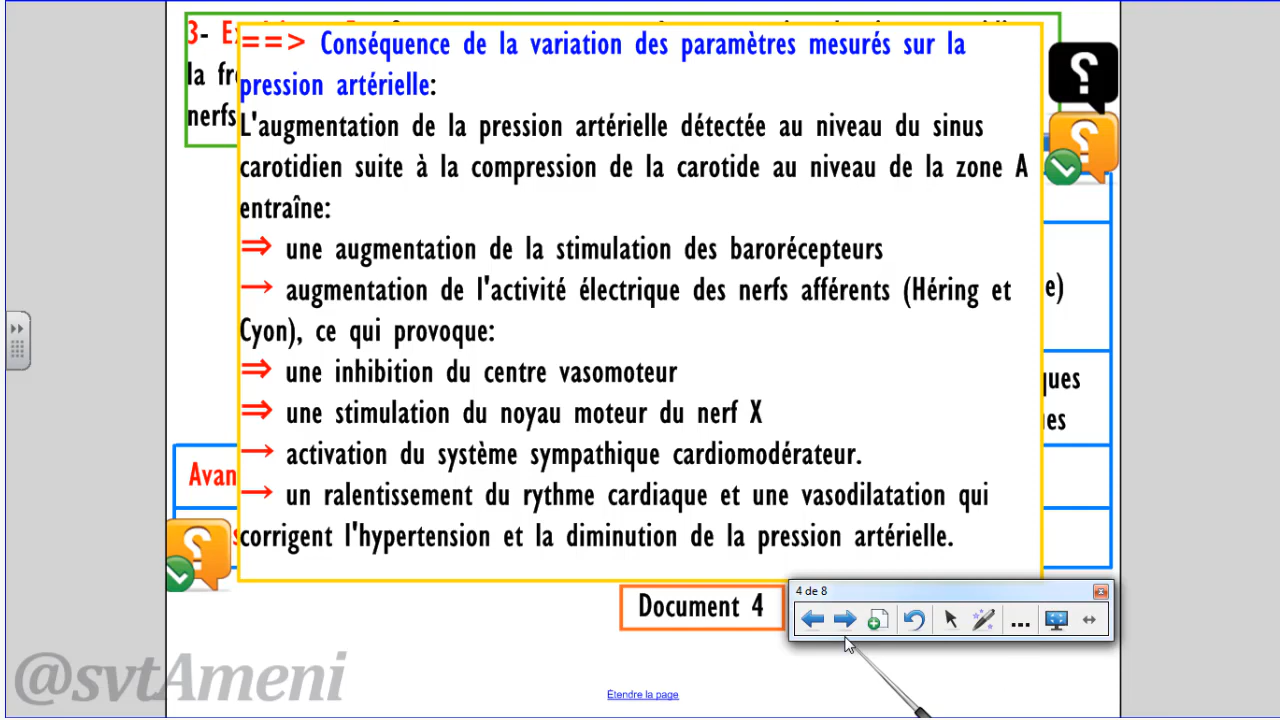 3- Ex
la fr
nerfs
==> Conséquence de la variation des paramètres mesurés sur la
pression artérielle:
L'augmentation de la pression artérielle détectée au niveau du sinus
carotidien suite à la compression de la carotide au niveau de la zone A
entraîne:
⇒ une augmentation de la stimulation des barorécepteurs
→ augmentation de l'activité électrique des nerfs afférents (Héring et
Cyon), ce qui provoque:
⇒ une inhibition du centre vasomoteur
⇒ une stimulation du noyau moteur du nerf X
→ activation du système sympathique cardiomodérateur.
→ un ralentissement du rythme cardiaque et une vasodilatation qui
corrigent l'hypertension et la diminution de la pression artérielle.
e)
ques
ues
Avan
Document 4
4 de 8
@svtAmeni
Étendre la page